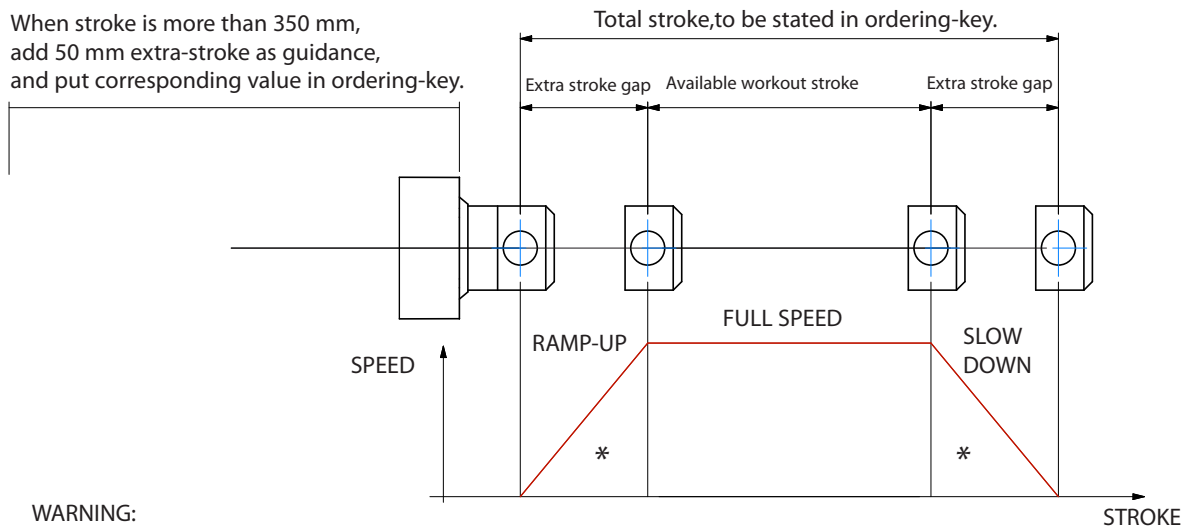 When stroke is more than 350 mm,
add 50 mm extra-stroke as guidance,
and put corresponding value in ordering-key.
Total stroke,to be stated in ordering-key.
Extra stroke gap
Available workout stroke
Extra stroke gap
RAMP-UP
FULL SPEED
SLOW
DOWN
SPEED
*
*
STROKE
WARNING: